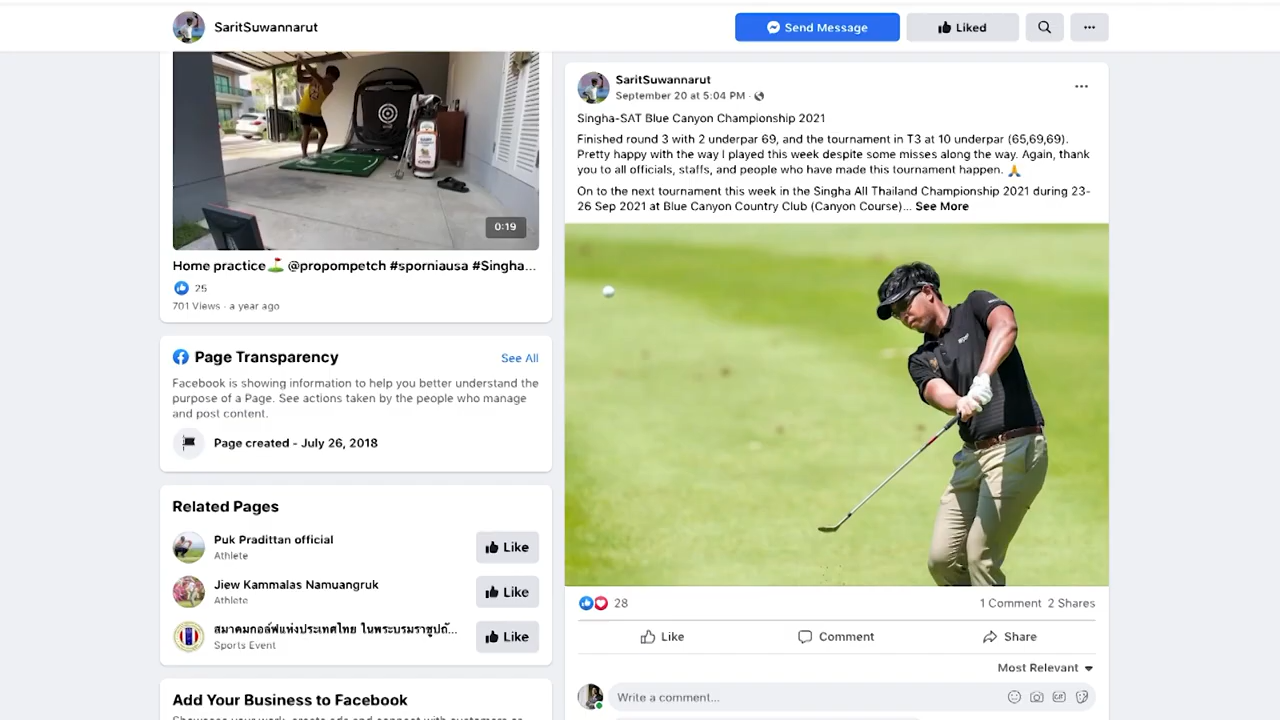 SaritSuwannarut
Send Message
Liked
0:19
Home practice⛳ @propompetch #sporniausa #Singha...
25
701 Views · a year ago
Page Transparency
See All
Facebook is showing information to help you better understand the
purpose of a Page. See actions taken by the people who manage
and post content.
Page created - July 26, 2018
Related Pages
Puk Pradittan official
Athlete
Like
Jiew Kammalas Namuangruk
Athlete
Like
สมาคมกอล์ฟแห่งประเทศไทย ในพระบรมราชูปถั...
Sports Event
Like
Add Your Business to Facebook
SaritSuwannarut
September 20 at 5:04 PM ·
Singha-SAT Blue Canyon Championship 2021
Finished round 3 with 2 underpar 69, and the tournament in T3 at 10 underpar (65,69,69).
Pretty happy with the way I played this week despite some misses along the way. Again, thank
you to all officials, staffs, and people who have made this tournament happen. 🙏
On to the next tournament this week in the Singha All Thailand Championship 2021 during 23-
26 Sep 2021 at Blue Canyon Country Club (Canyon Course)... See More
28
1 Comment 2 Shares
Like
Comment
Share
Most Relevant
Write a comment...